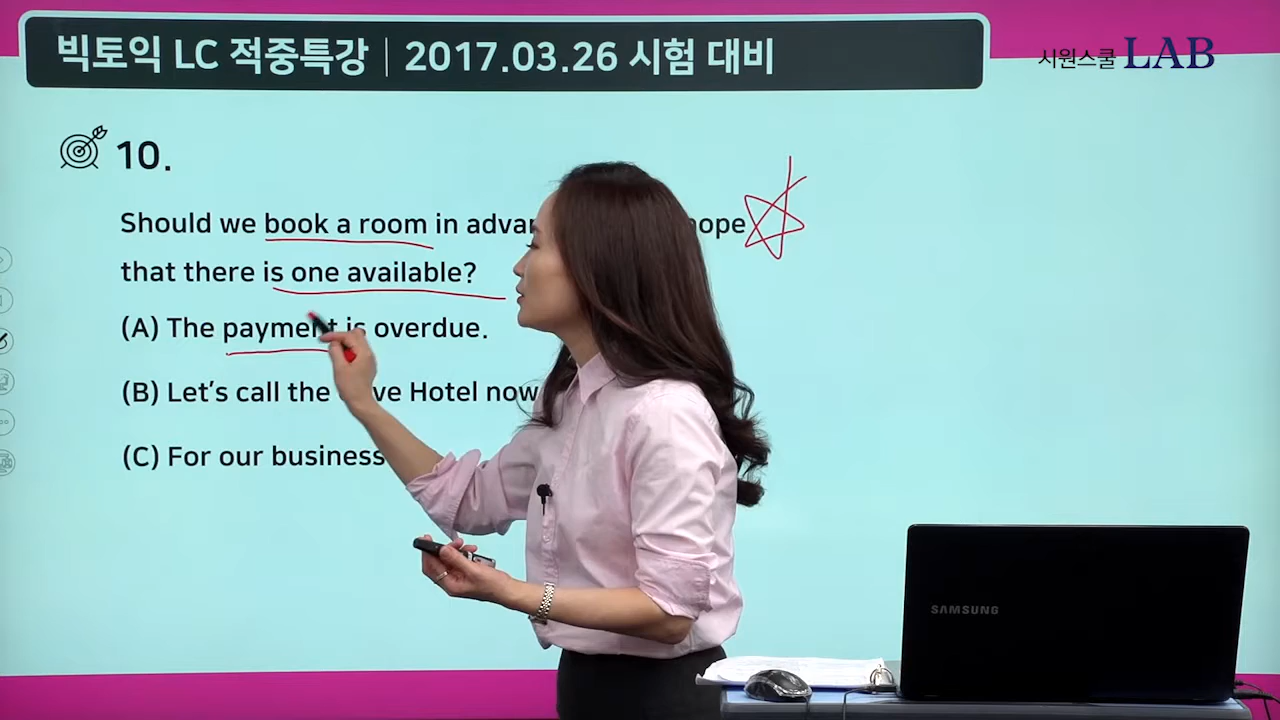 빅토익 LC 적중특강 | 2017.03.26 시험 대비
시원스쿨 LAB
10.
Should we book a room in hope
that there is one available?
(A) The payment is overdue.
(B) Let's call the Hotel now
(C) For our business
SAMSUNG